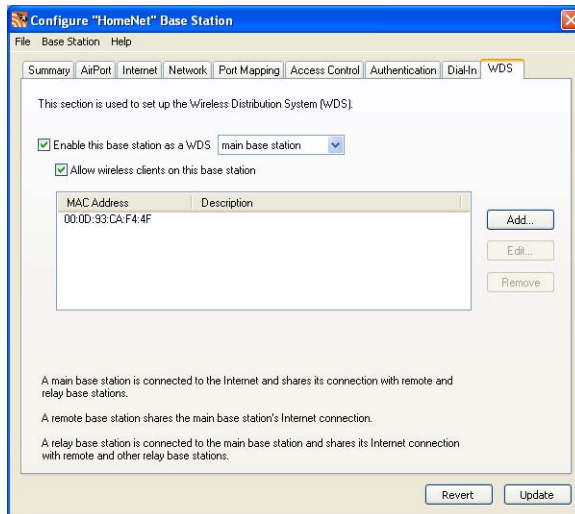 Configure "HomeNet" Base Station
File Base Station Help
Summary AirPort Internet Network Port Mapping Access Control Authentication Dial-In WDS
This section is used to set up the Wireless Distribution System (WDS).
Enable this base station as a WDS main base station
Allow wireless clients on this base station
MAC Address Description
00:0D:93:CA:F4:4F
Add...
Edit...
Remove
A main base station is connected to the Internet and shares its connection with remote and
relay base stations.
A remote base station shares the main base station's Internet connection.
A relay base station is connected to the main base station and shares its Internet connection
with remote and other relay base stations.
Revert Update